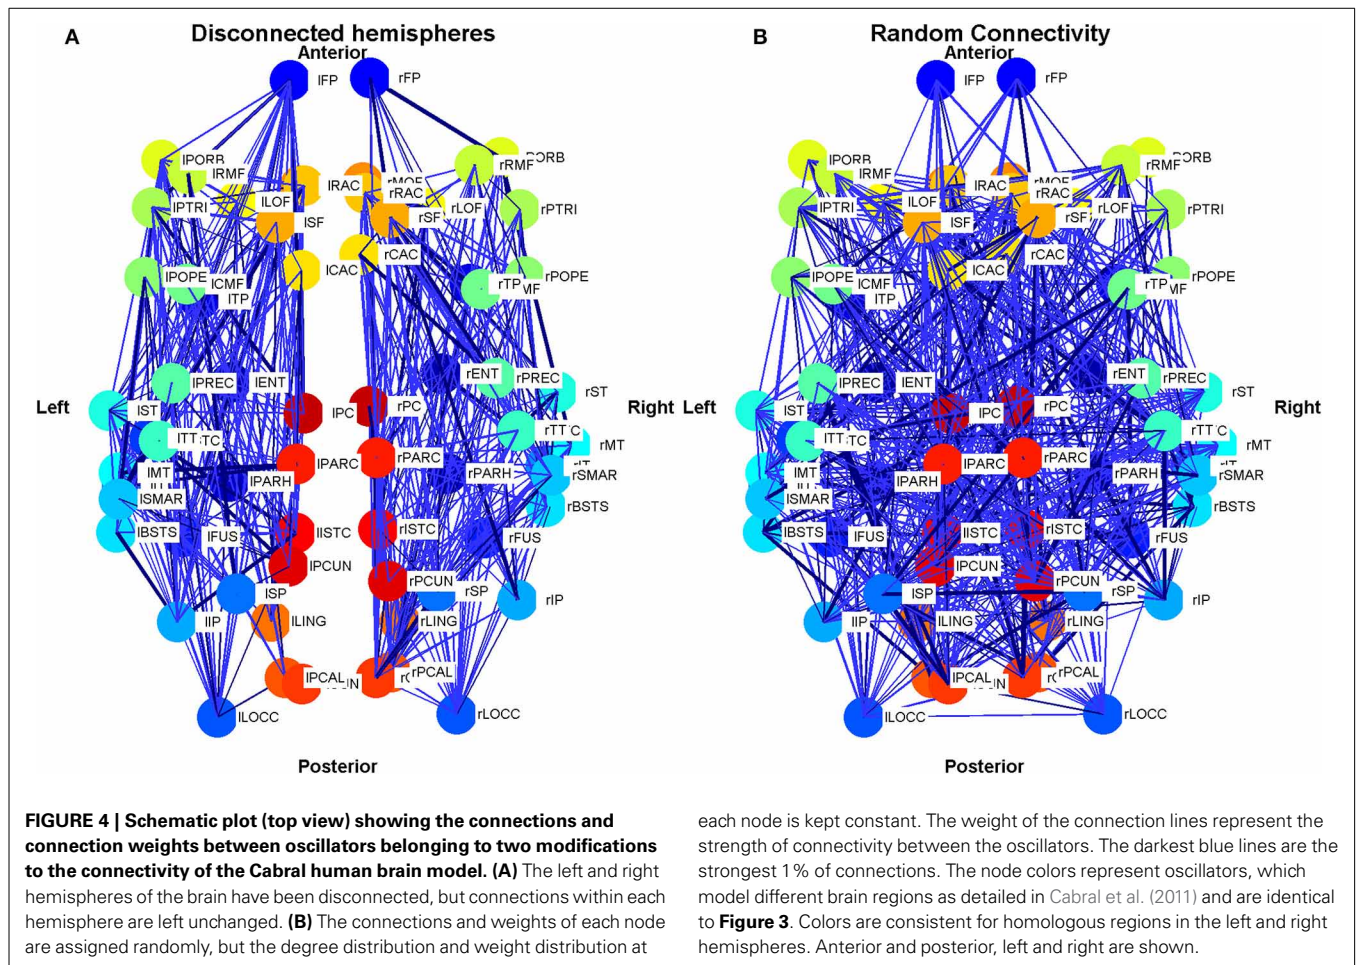 A
Disconnected hemispheres
Anterior
lFP
rFP
lPORB
lRMF
rRMF
PORB
lRAC
rRAC
lPTRI
lLOF
lSF
rSF
rLOF
rPTRI
lCAC
rCAC
lPOPE
lCMF
lTP
rTP
MF
rPOPE
lPREC
lENT
rENT
rPREC
rST
Left
lST
lPC
rPC
Right
lTT
TC
rTT
C
rMT
lMT
lPARC
rPARC
lPARH
rPARH
rSMAR
lSMAR
rBSTS
lBSTS
lFUS
lISTC
rISTC
rFUS
lPCUN
rPCUN
lSP
rSP
rIP
lIP
lLING
rLING
lPCAL
rPCAL
lLOCC
rLOCC
Posterior
B
Random Connectivity
Anterior
lFP
rFP
lPORB
lRMF
rRMF
PORB
lRAC
rRAC
lPTRI
lLOF
lSF
rSF
rLOF
rPTRI
lCAC
rCAC
lPOPE
lCMF
lTP
rTP
MF
rPOPE
lPREC
lENT
rENT
rPREC
rST
Left
lST
lPC
rPC
Right
lTT
TC
rTT
C
rMT
lMT
lPARC
rPARC
lPARH
rPARH
rSMAR
lSMAR
rBSTS
lBSTS
lFUS
lISTC
rISTC
rFUS
lPCUN
rPCUN
lSP
rSP
rIP
lIP
lLING
rLING
lPCAL
rPCAL
lLOCC
rLOCC
Posterior
FIGURE 4 | Schematic plot (top view) showing the connections and
connection weights between oscillators belonging to two modifications
to the connectivity of the Cabral human brain model. (A) The left and right
hemispheres of the brain have been disconnected, but connections within each
hemisphere are left unchanged. (B) The connections and weights of each node
are assigned randomly, but the degree distribution and weight distribution at
each node is kept constant. The weight of the connection lines represent the
strength of connectivity between the oscillators. The darkest blue lines are the
strongest 1% of connections. The node colors represent oscillators, which
model different brain regions as detailed in Cabral et al. (2011) and are identical
to Figure 3. Colors are consistent for homologous regions in the left and right
hemispheres. Anterior and posterior, left and right are shown.